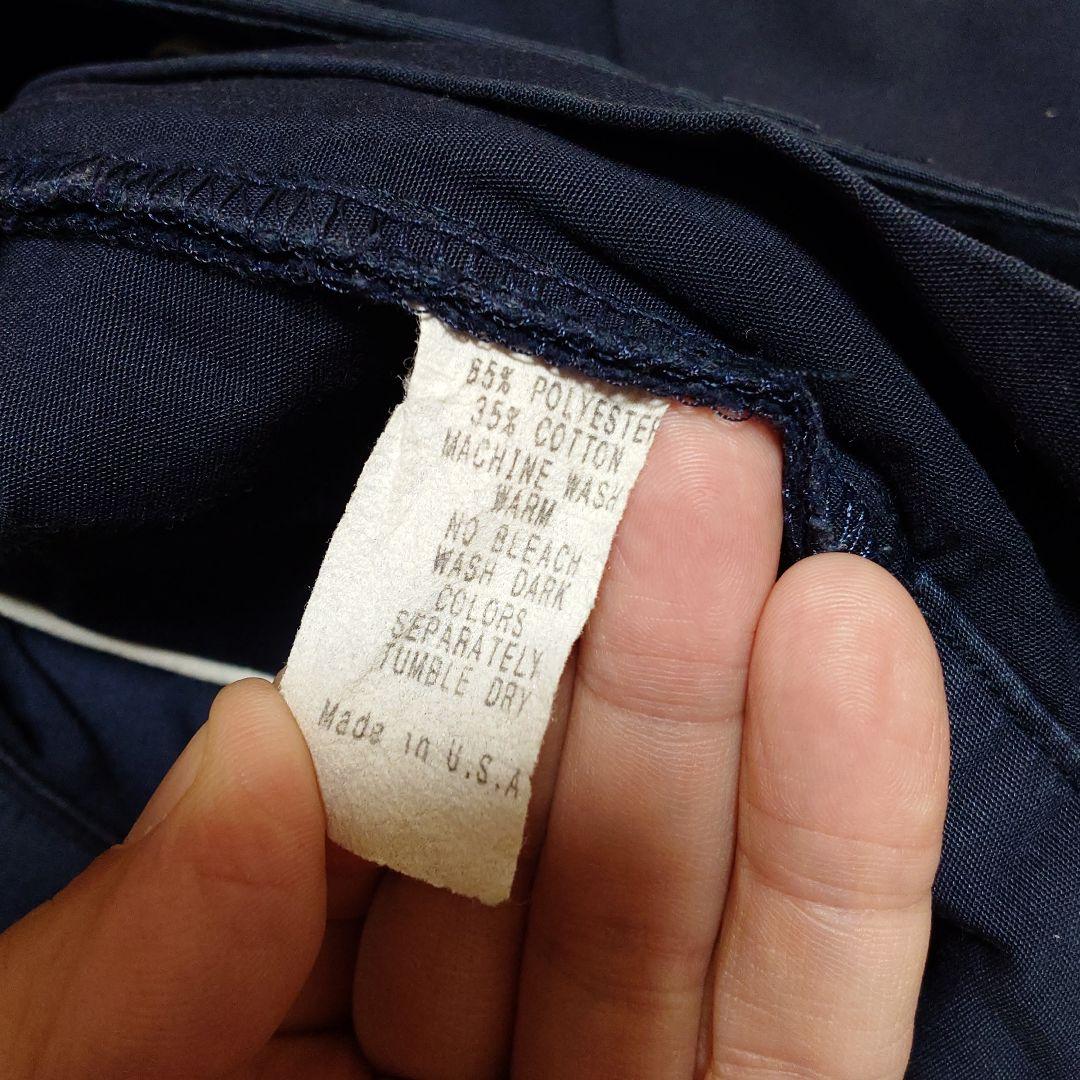 65% POLYESTER
35% COTTON
MACHINE WASH
WARM
NO BLEACH
WASH DARK
COLORS
SEPARATELY
TUMBLE DRY
Made in U.S.A